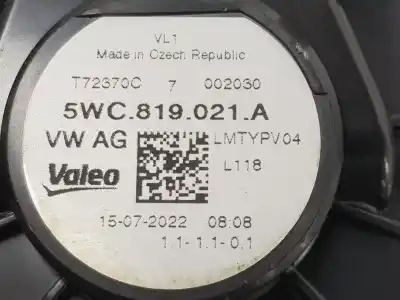 VL1
Made in Czech Republic
T72370C 7 002030
5WC.819.021.A
VW AG LMTYPV04
Valeo L118
15-07-2022 08:08
1.1- 1.1- 0.1